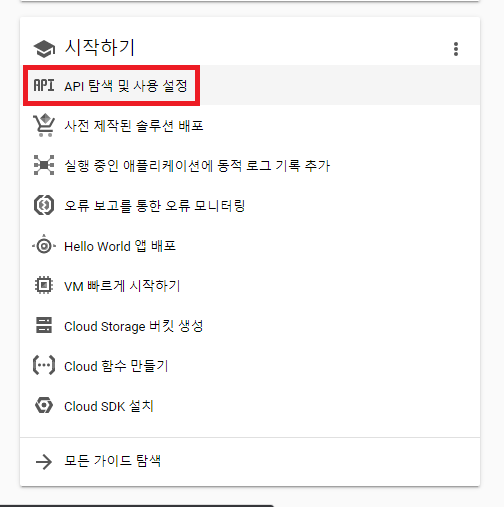 시작하기
API API 탐색 및 사용 설정
사전 제작된 솔루션 배포
실행 중인 애플리케이션에 동적 로그 기록 추가
오류 보고를 통한 오류 모니터링
Hello World 앱 배포
VM 빠르게 시작하기
Cloud Storage 버킷 생성
Cloud 함수 만들기
Cloud SDK 설치
모든 가이드 탐색